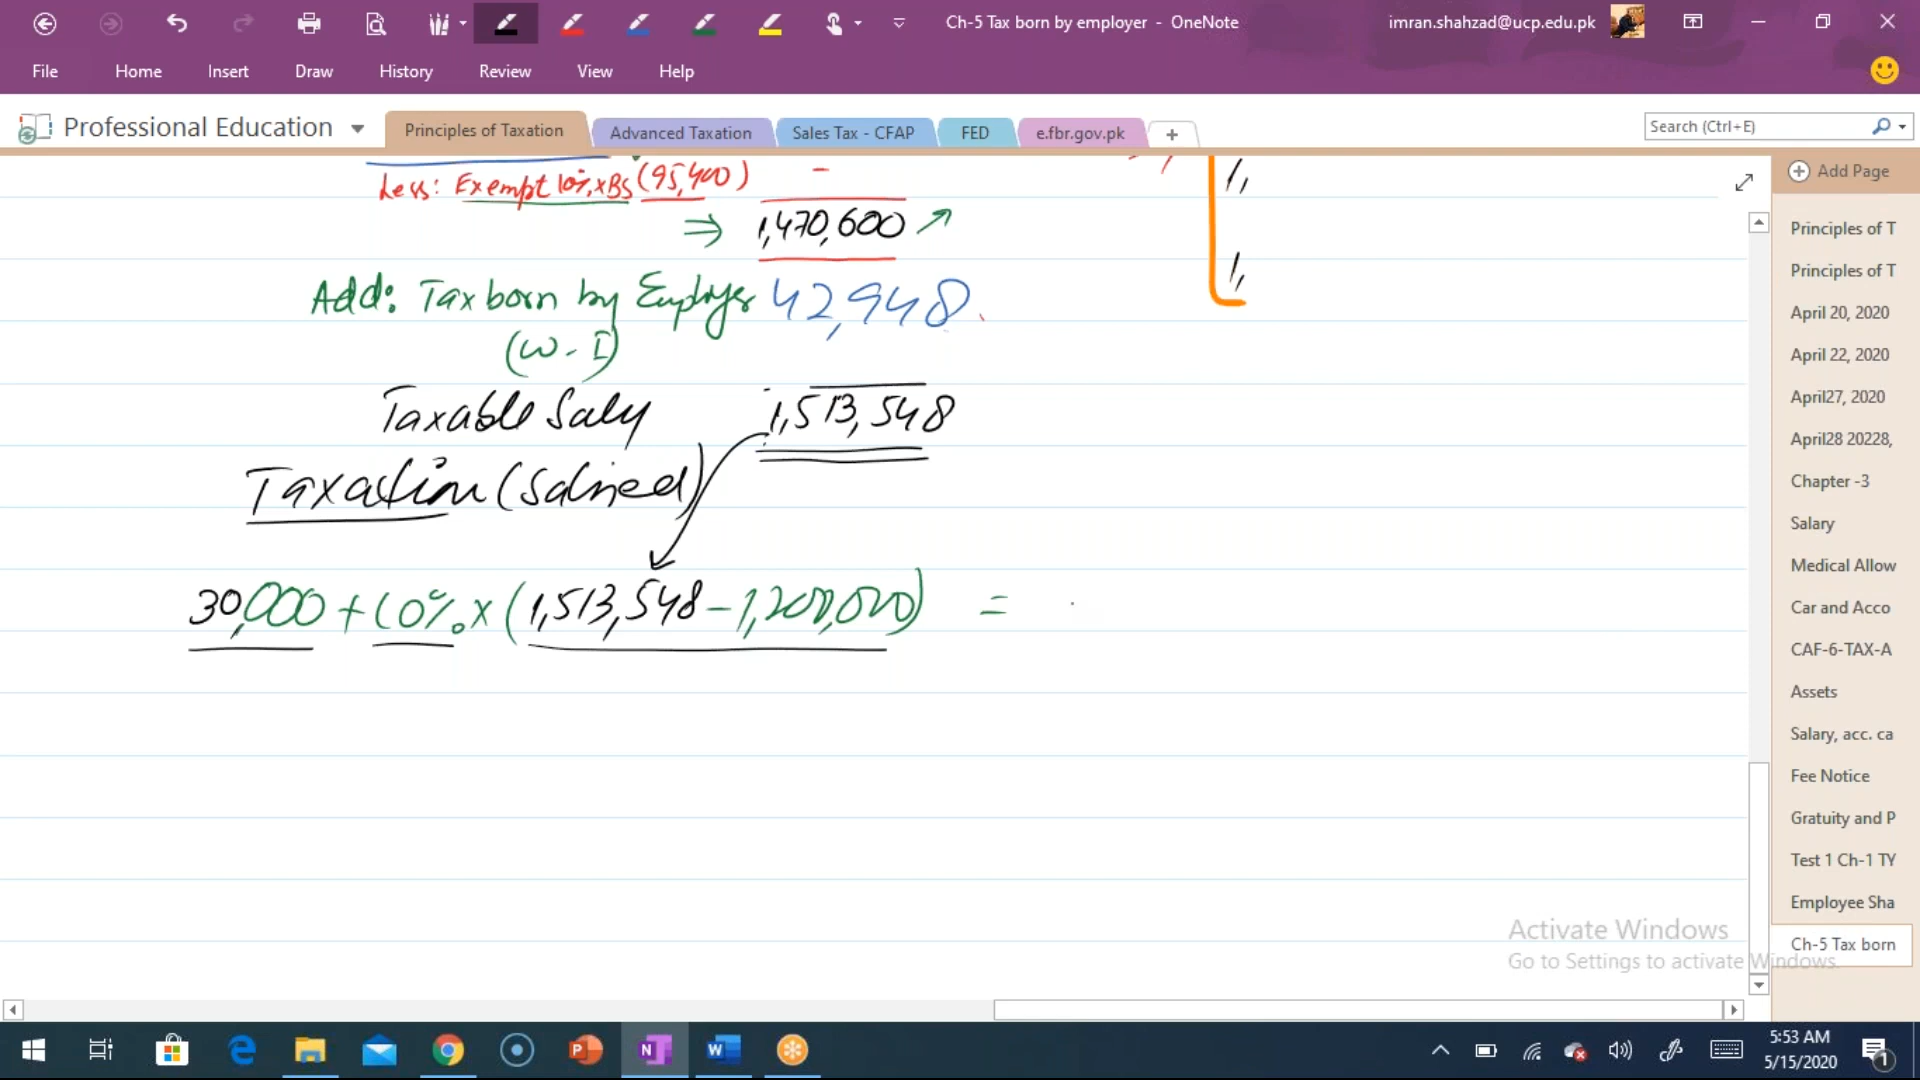 Ch-5 Tax born by employer - OneNote
imran.shahzad@ucp.edu.pk
File Home Insert Draw History Review View Help
Professional Education
Principles of Taxation
Advanced Taxation
Sales Tax - CFAP
FED
e.fbr.gov.pk
Search (Ctrl+E)
Less: Exempt 10% x BS (95,400) -
⇒ 1,470,600
Add: Tax born by Employer 42,948
(W-I)
Taxable Salry 1,513,548
Taxation (Salried)
30,000 + 10% x (1,513,548 - 1,200,000) =
1,
1,
Add Page
Principles of T
Principles of T
April 20, 2020
April 22, 2020
April27, 2020
April28 20228,
Chapter -3
Salary
Medical Allow
Car and Acco
CAF-6-TAX-A
Assets
Salary, acc. ca
Fee Notice
Gratuity and P
Test 1 Ch-1 TY
Employee Sha
Ch-5 Tax born
Activate Windows
Go to Settings to activate Windows.
5:53 AM
5/15/2020
1